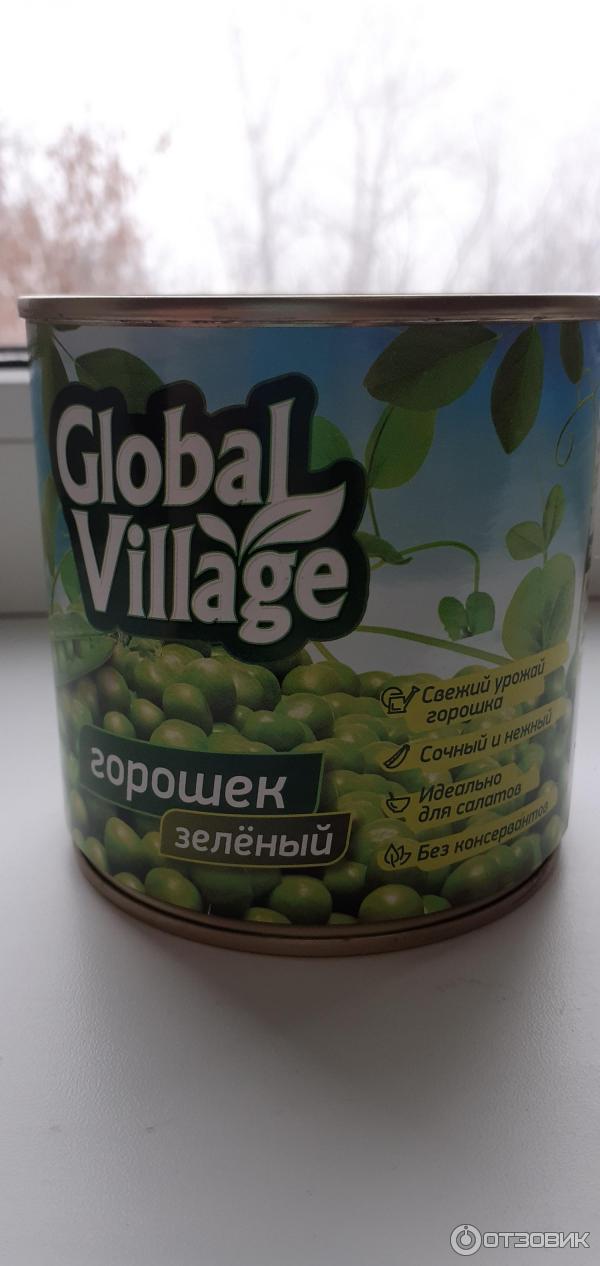 Global
Village
горошек
зелёный
Свежий урожай
горошка
Сочный и нежный
Идеально
для салатов
Без консервантов
ОТЗОВИК